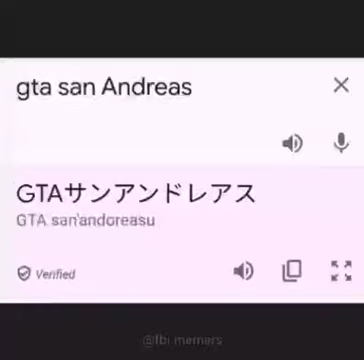 gta san Andreas
GTAサンアンドレアス
GTA san'andoreasu
Verified
@fbi memers